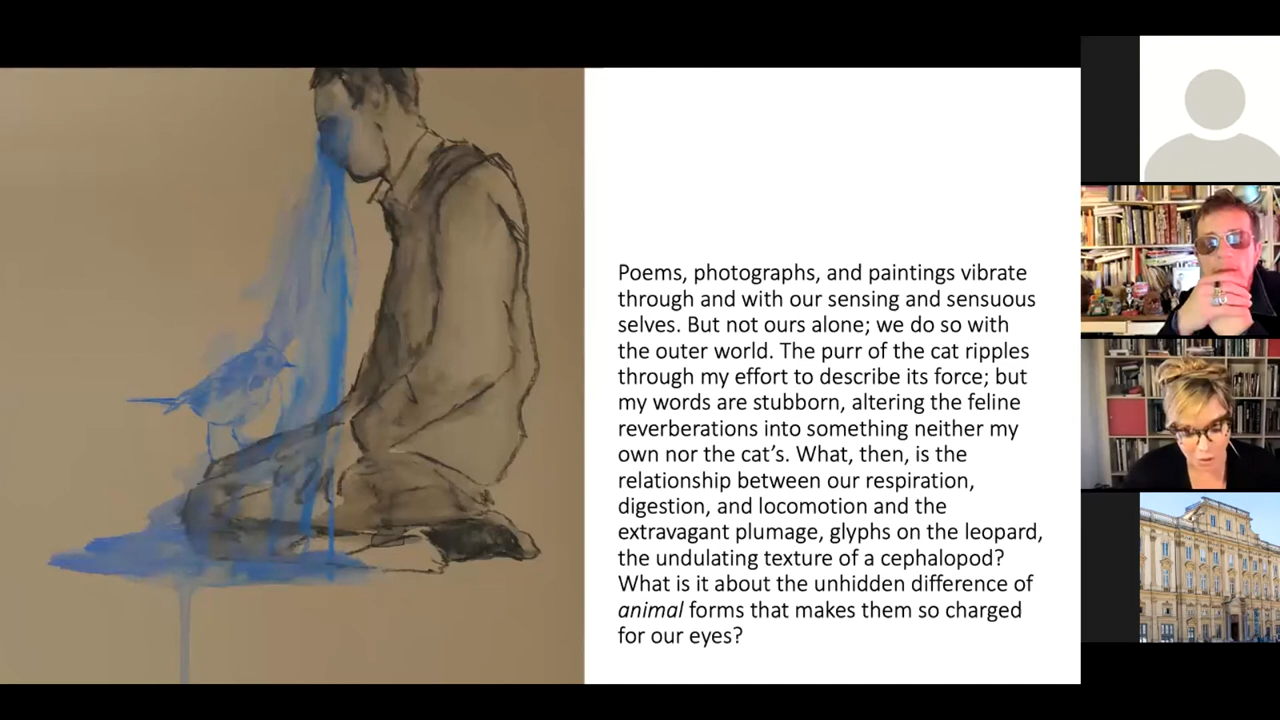 Poems, photographs, and paintings vibrate
through and with our sensing and sensuous
selves. But not ours alone; we do so with
the outer world. The purr of the cat ripples
through my effort to describe its force; but
my words are stubborn, altering the feline
reverberations into something neither my
own nor the cat’s. What, then, is the
relationship between our respiration,
digestion, and locomotion and the
extravagant plumage, glyphs on the leopard,
the undulating texture of a cephalopod?
What is it about the unhidden difference of
animal forms that makes them so charged
for our eyes?